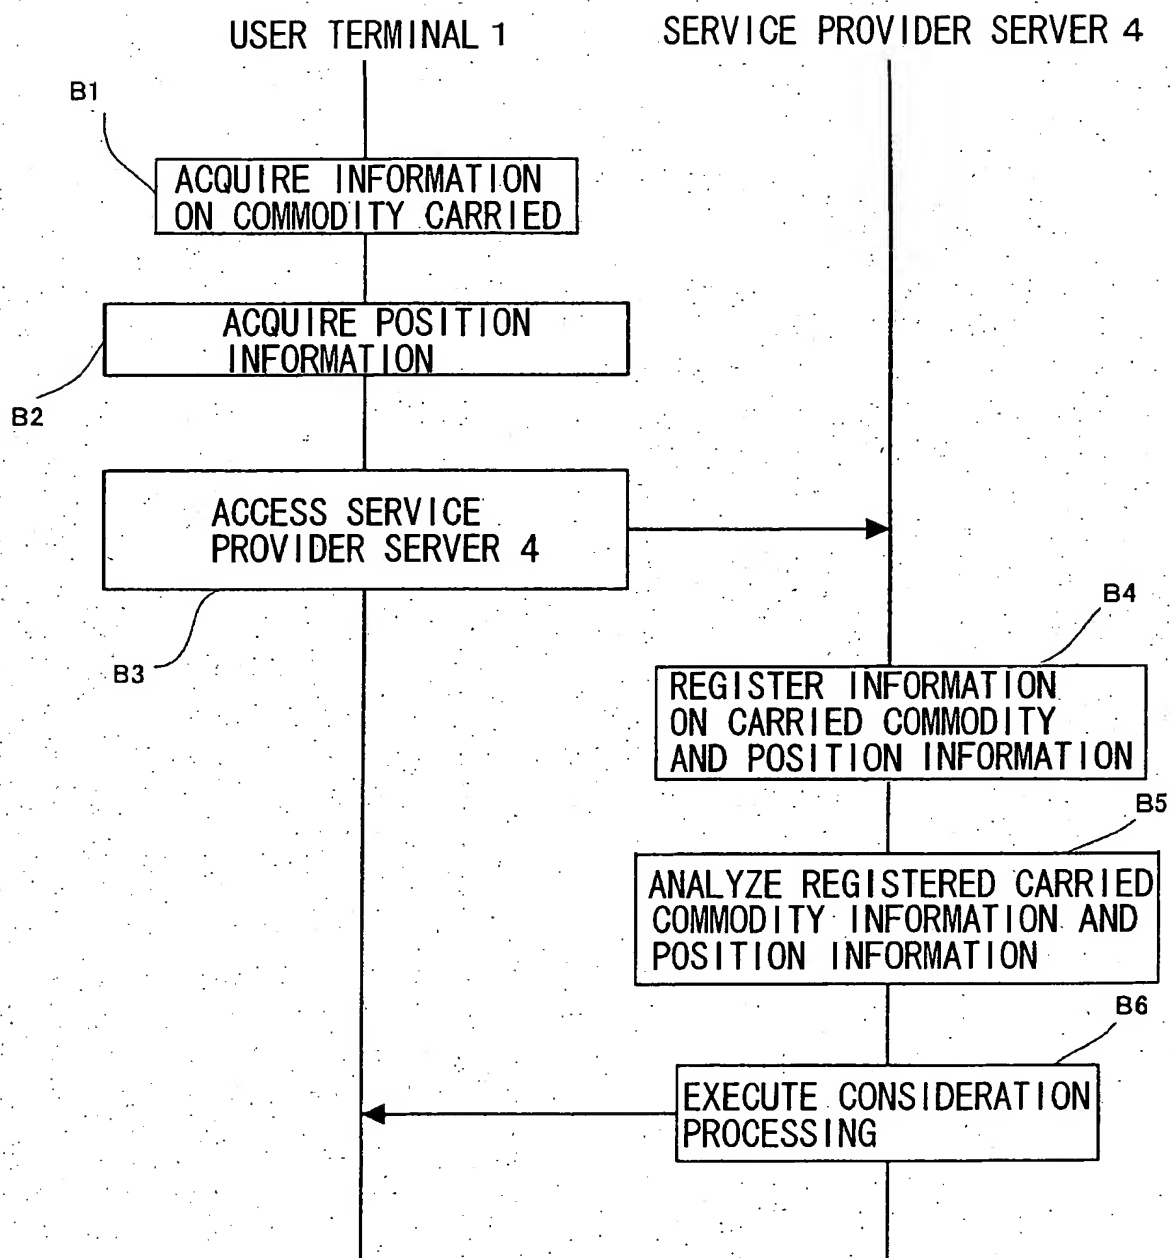 USER TERMINAL 1
SERVICE PROVIDER SERVER 4
B1
ACQUIRE INFORMATION
ON COMMODITY CARRIED
ACQUIRE POSITION
INFORMATION
B2
ACCESS SERVICE
PROVIDER SERVER 4
B3
B4
REGISTER INFORMATION
ON CARRIED COMMODITY
AND POSITION INFORMATION
B5
ANALYZE REGISTERED CARRIED
COMMODITY INFORMATION AND
POSITION INFORMATION
B6
EXECUTE CONSIDERATION
PROCESSING